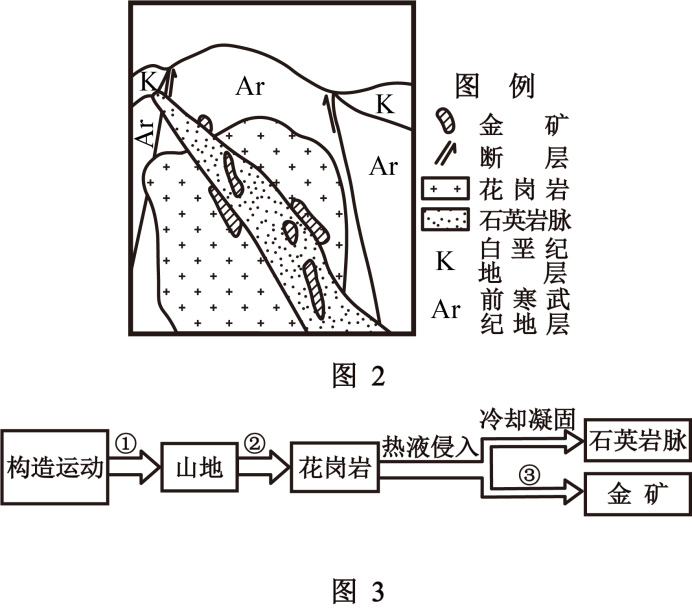 K
Ar
K
Ar
Ar
图 例
金 矿
断 层
花 岗 岩
石英岩脉
K 白 垩 纪
地 层
Ar 前 寒 武
纪 地 层
图 2
构造运动
①
山地
②
花岗岩
热液侵入
冷却凝固
石英岩脉
③
金 矿
图 3